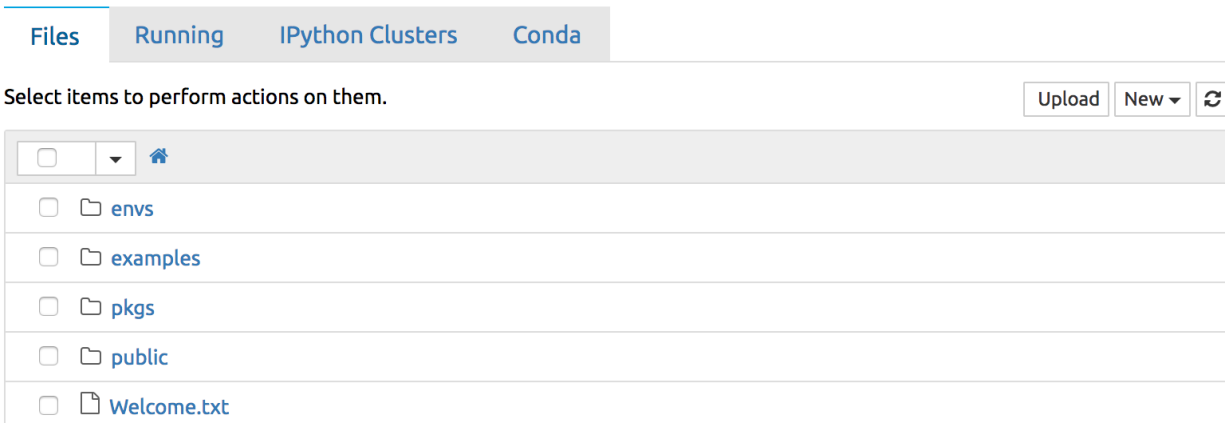 Files Running IPython Clusters Conda
Select items to perform actions on them.
Upload New
envs
examples
pkgs
public
Welcome.txt